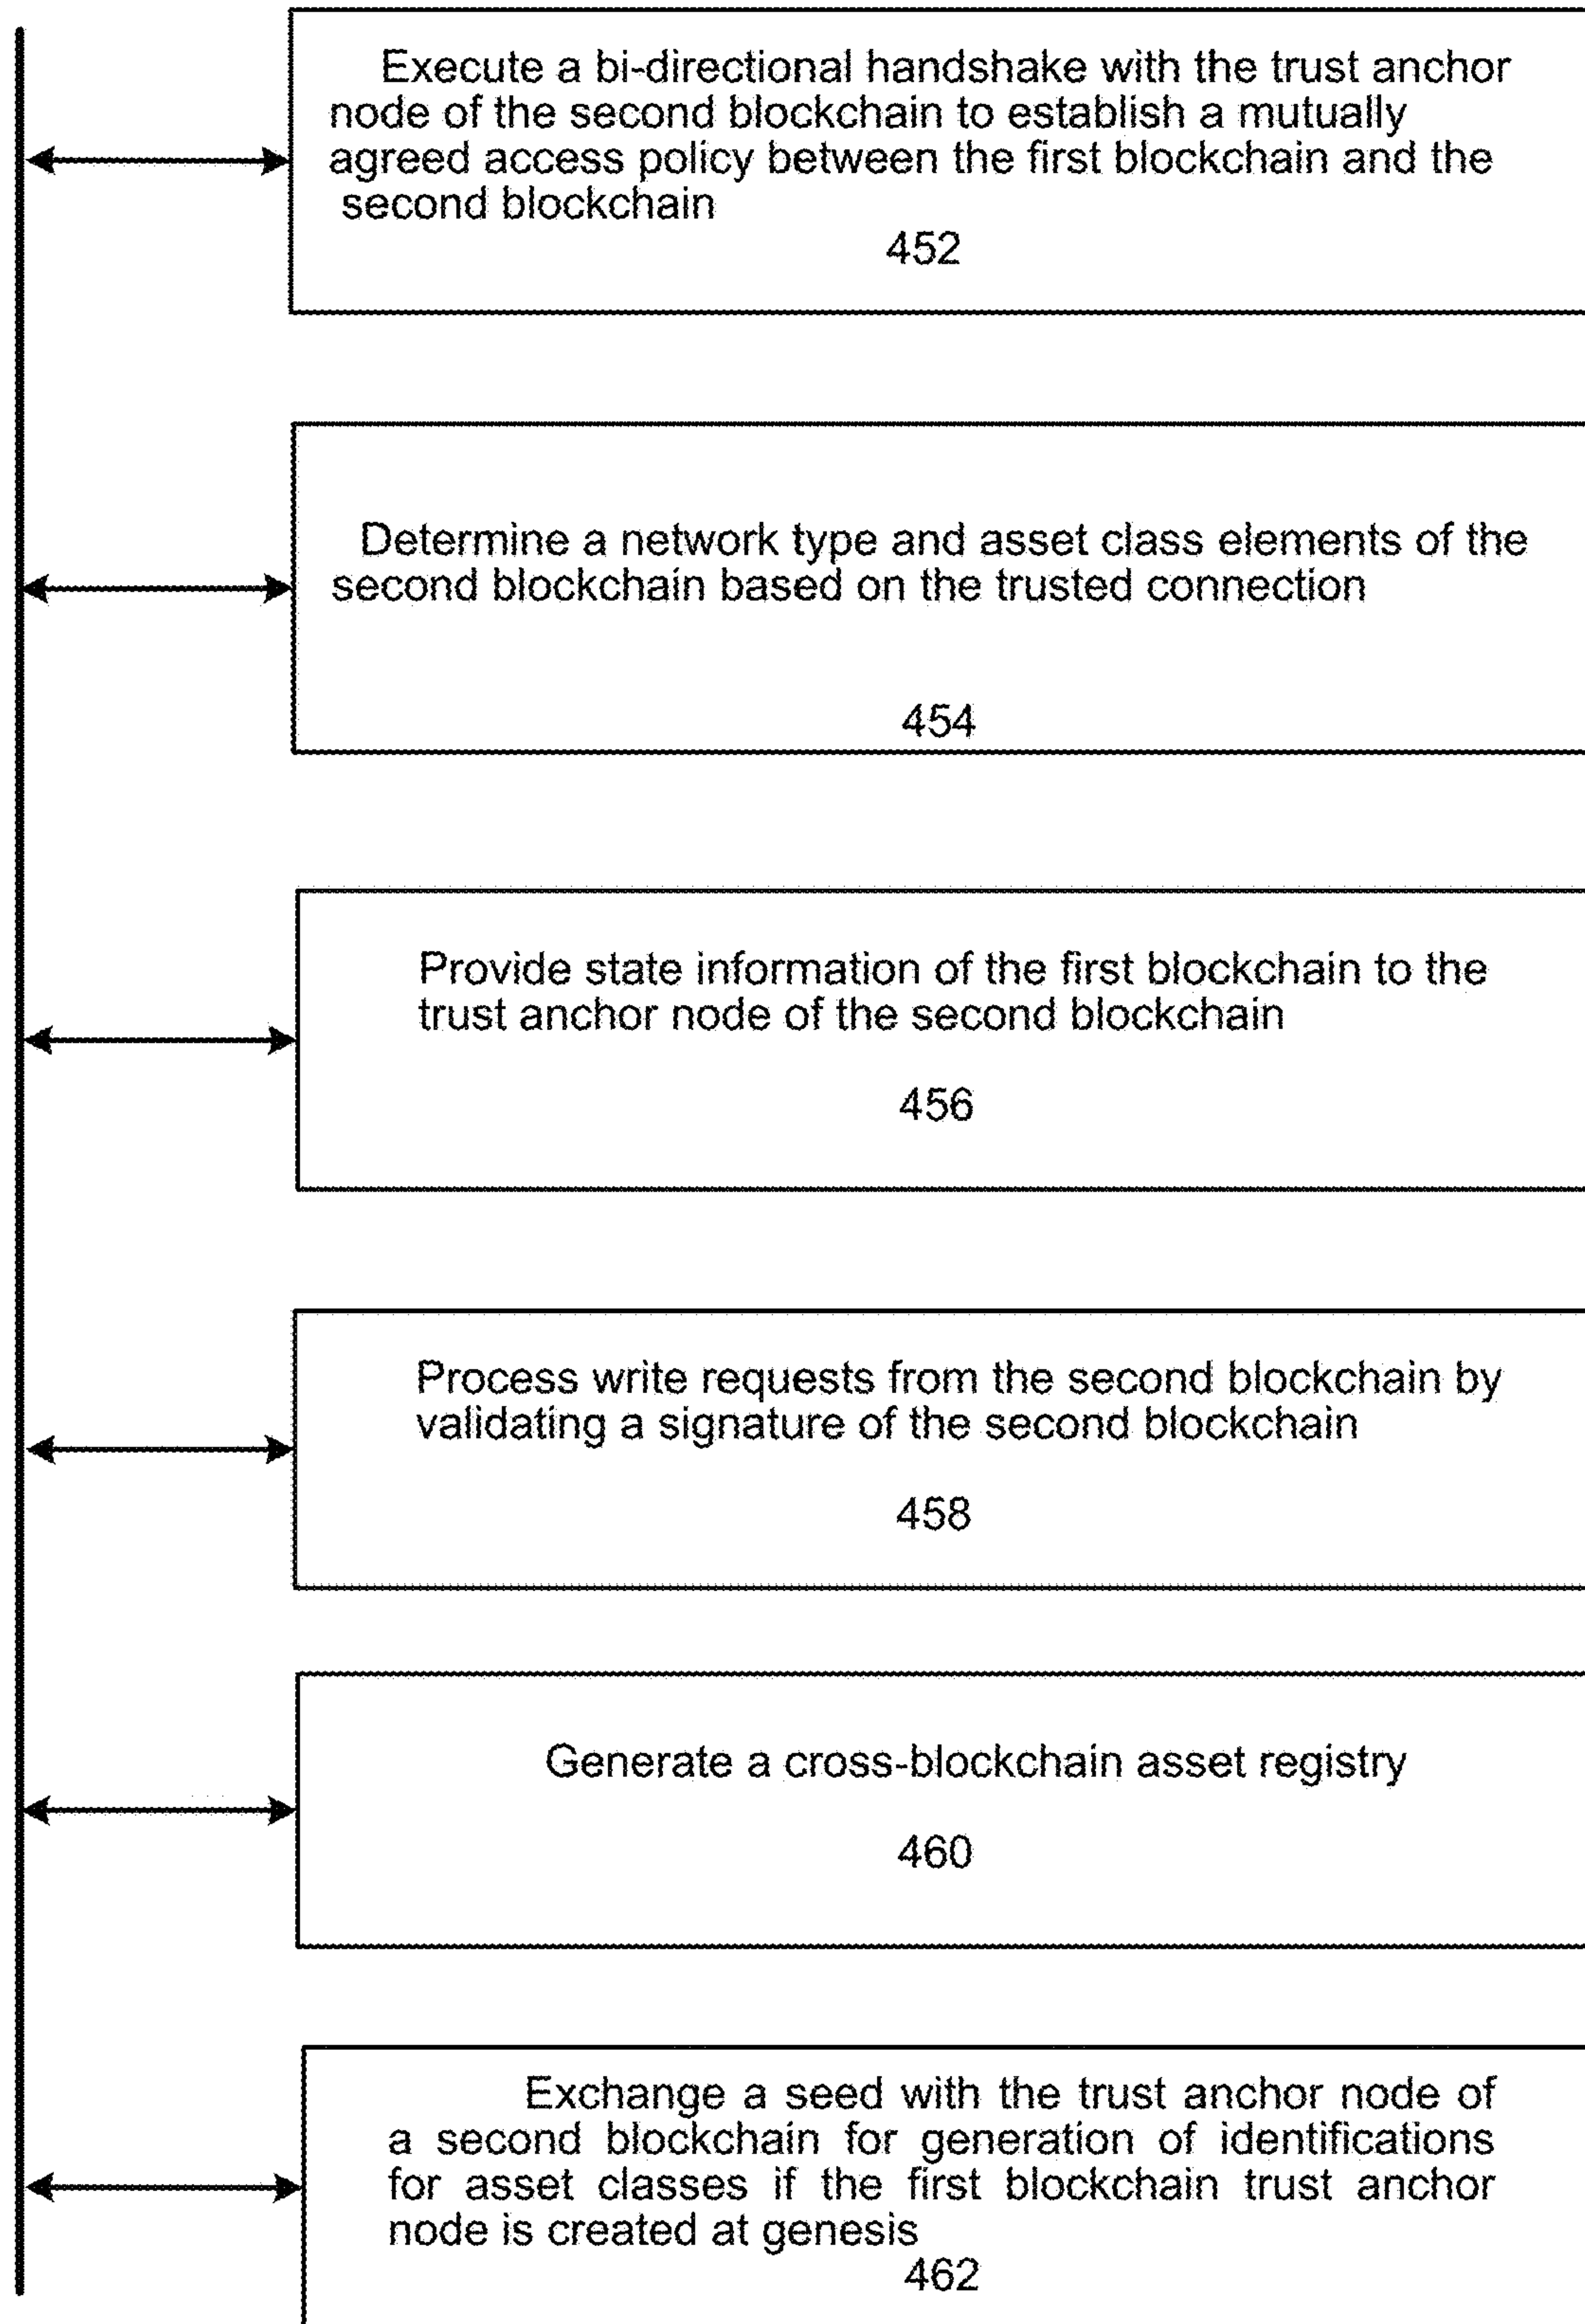 Execute a bi-directional handshake with the trust anchor
node of the second blockchain to establish a mutually
agreed access policy between the first blockchain and the
second blockchain
452
Determine a network type and asset class elements of the
second blockchain based on the trusted connection
454
Provide state information of the first blockchain to the
trust anchor node of the second blockchain
456
Process write requests from the second blockchain by
validating a signature of the second blockchain
458
Generate a cross-blockchain asset registry
460
Exchange a seed with the trust anchor node of
a second blockchain for generation of identifications
for asset classes if the first blockchain trust anchor
node is created at genesis
462